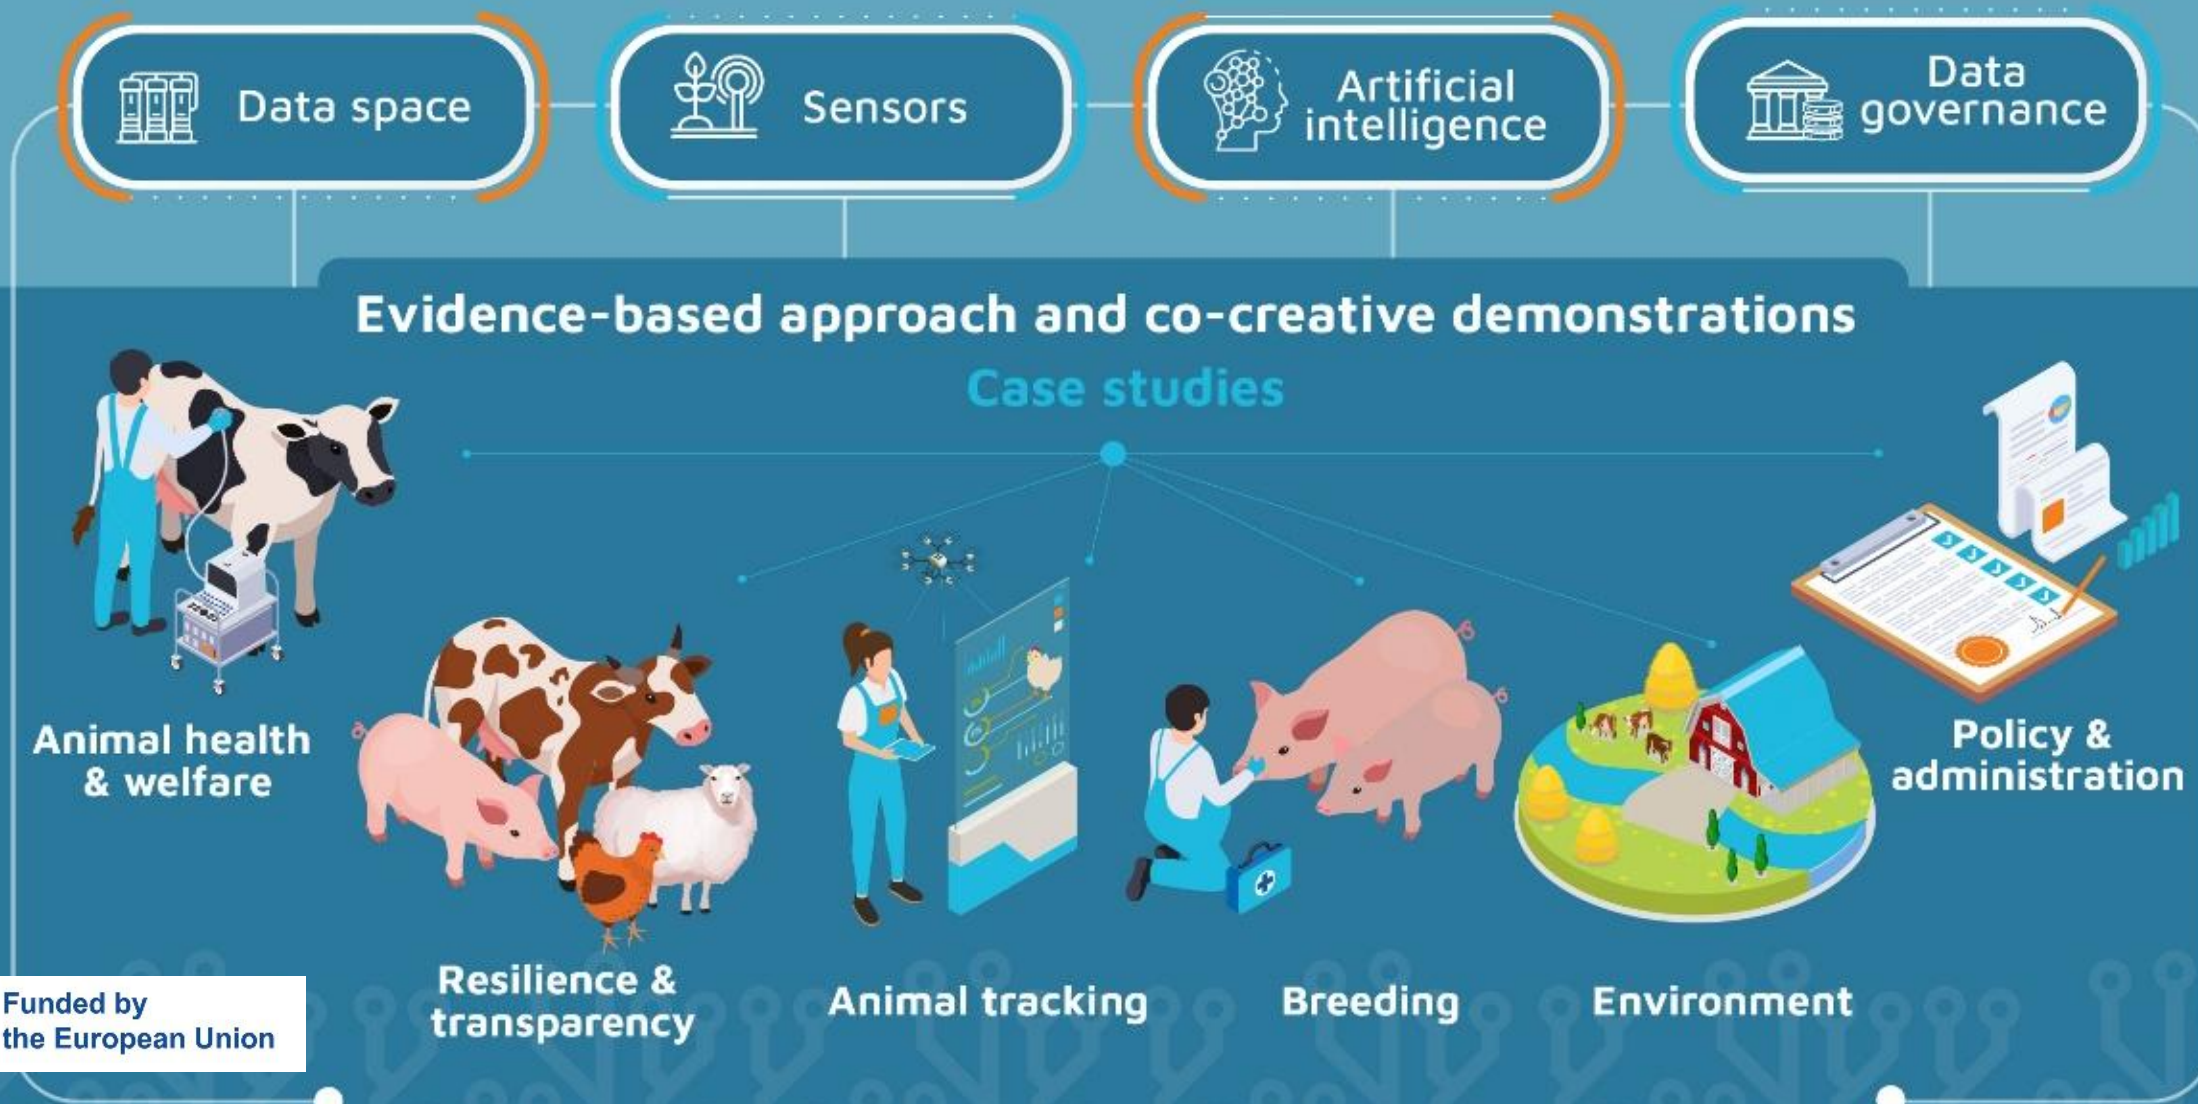 Data space
Sensors
Artificial
intelligence
Data
governance
Evidence-based approach and co-creative demonstrations
Case studies
Animal health
& welfare
Resilience &
transparency
Animal tracking
Breeding
Environment
Policy &
administration
Funded by
the European Union